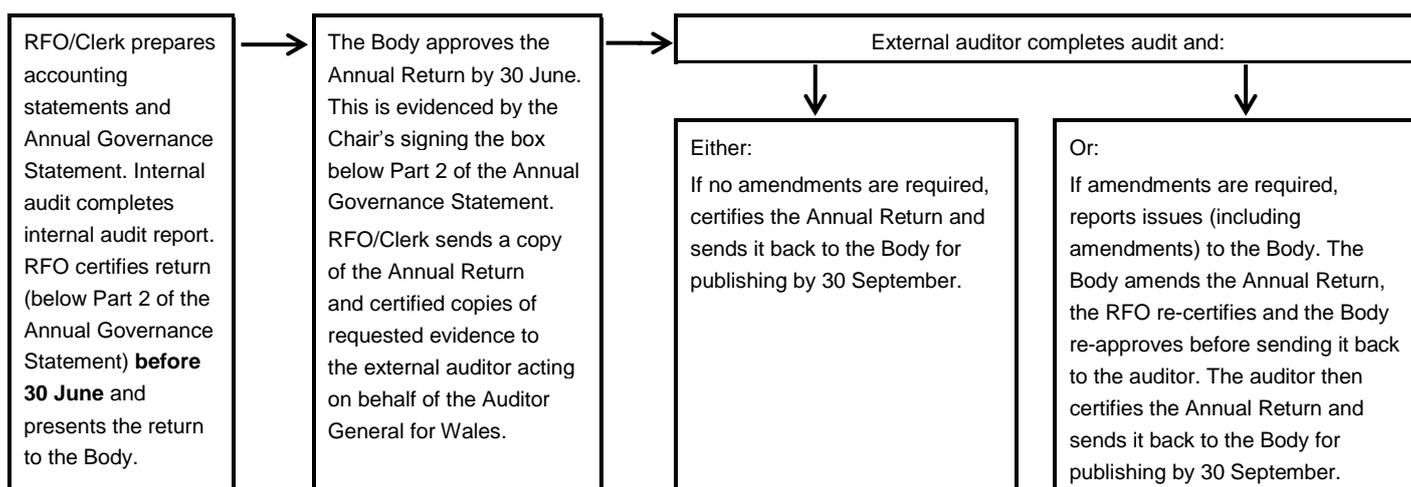 RFO/Clerk prepares
accounting
statements and
Annual Governance
Statement. Internal
audit completes
internal audit report.
RFO certifies return
(below Part 2 of the
Annual Governance
Statement) before
30 June and
presents the return
to the Body.
The Body approves the
Annual Return by 30 June.
This is evidenced by the
Chair's signing the box
below Part 2 of the Annual
Governance Statement.
RFO/Clerk sends a copy
of the Annual Return
and certified copies of
requested evidence to
the external auditor acting
on behalf of the Auditor
General for Wales.
External auditor completes audit and:
Either:
If no amendments are required,
certifies the Annual Return and
sends it back to the Body for
publishing by 30 September.
Or:
If amendments are required,
reports issues (including
amendments) to the Body. The
Body amends the Annual Return,
the RFO re-certifies and the Body
re-approves before sending it back
to the auditor. The auditor then
certifies the Annual Return and
sends it back to the Body for
publishing by 30 September.